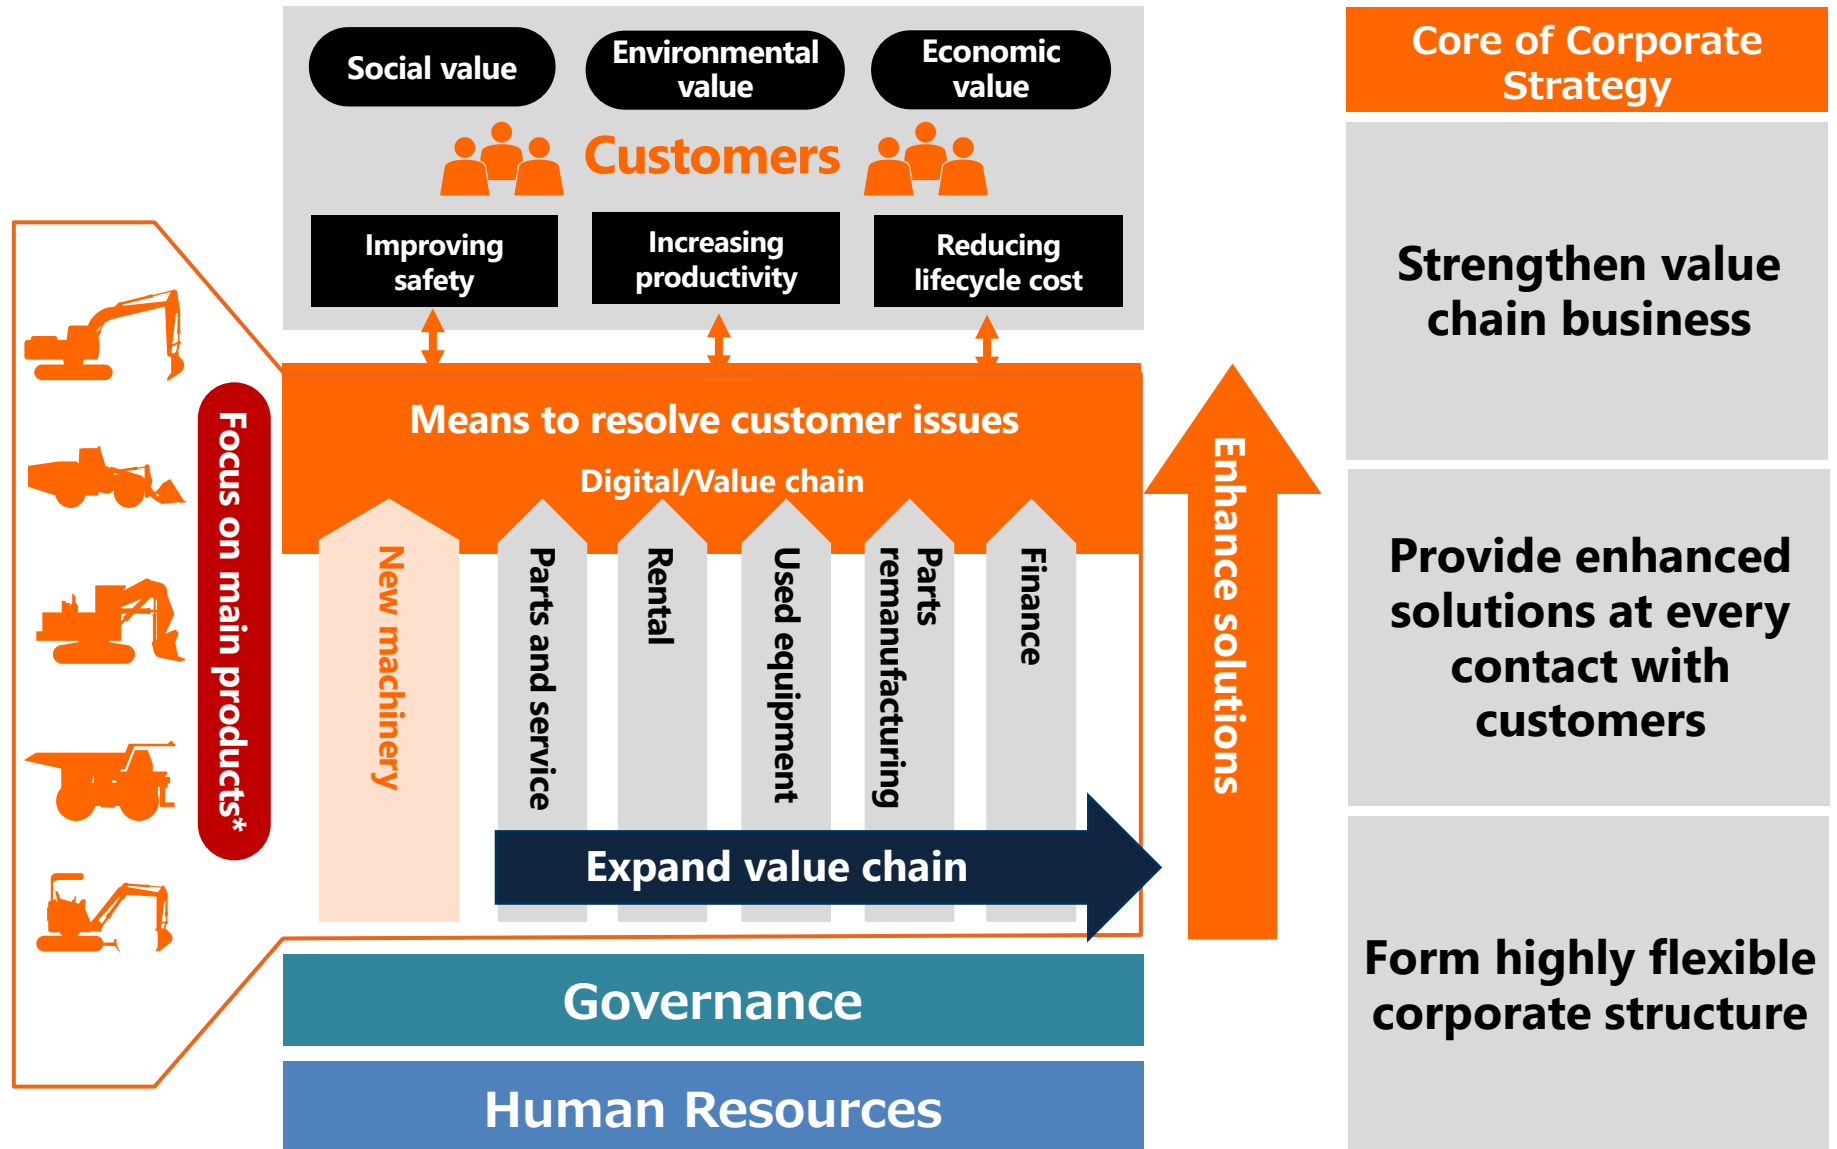 Social value
Environmental
value
Economic
value
Customers
Improving
safety
Increasing
productivity
Reducing
lifecycle cost
Focus on main products*
Means to resolve customer issues
Digital/Value chain
New machinery
Parts and service
Rental
Used equipment
Parts
remanufacturing
Finance
Expand value chain
Enhance solutions
Governance
Human Resources
Core of Corporate
Strategy
Strengthen value
chain business
Provide enhanced
solutions at every
contact with
customers
Form highly flexible
corporate structure